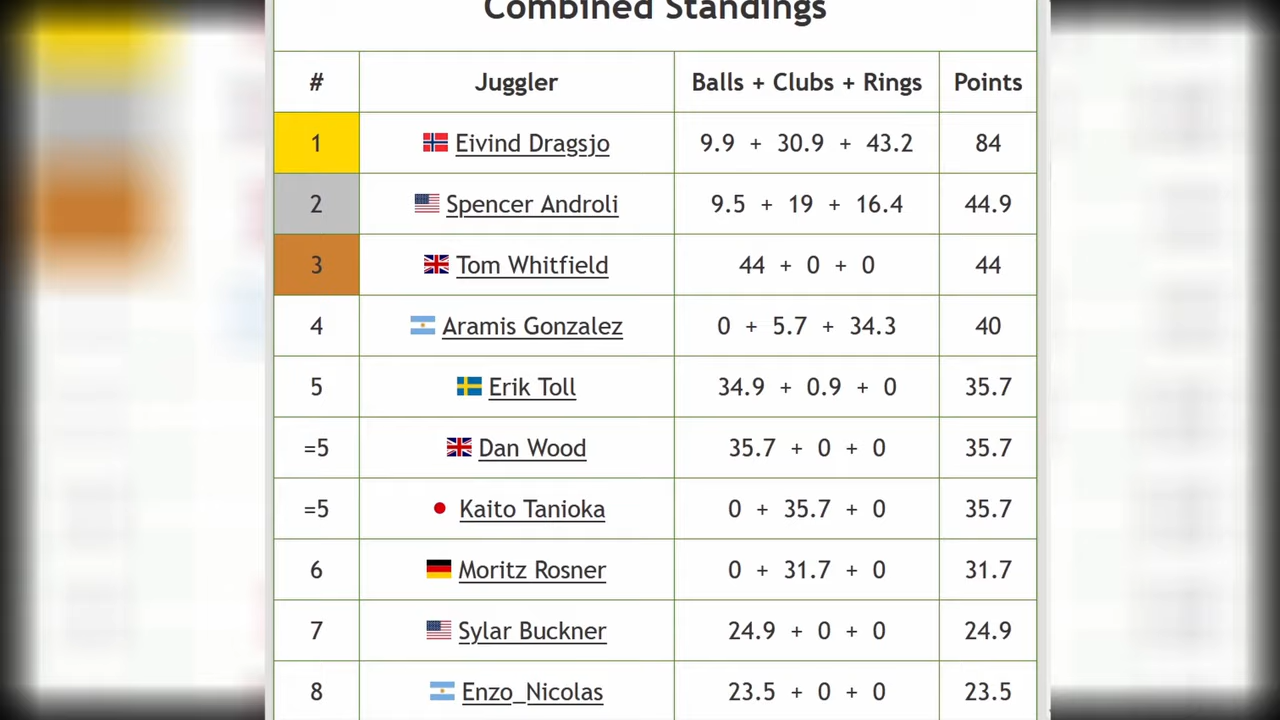 Combined Standings
# Juggler Balls + Clubs + Rings Points
1 Eivind Dragsjo 9.9 + 30.9 + 43.2 84
2 Spencer Androli 9.5 + 19 + 16.4 44.9
3 Tom Whitfield 44 + 0 + 0 44
4 Aramis Gonzalez 0 + 5.7 + 34.3 40
5 Erik Toll 34.9 + 0.9 + 0 35.7
=5 Dan Wood 35.7 + 0 + 0 35.7
=5 Kaito Tanioka 0 + 35.7 + 0 35.7
6 Moritz Rosner 0 + 31.7 + 0 31.7
7 Sylar Buckner 24.9 + 0 + 0 24.9
8 Enzo_Nicolas 23.5 + 0 + 0 23.5